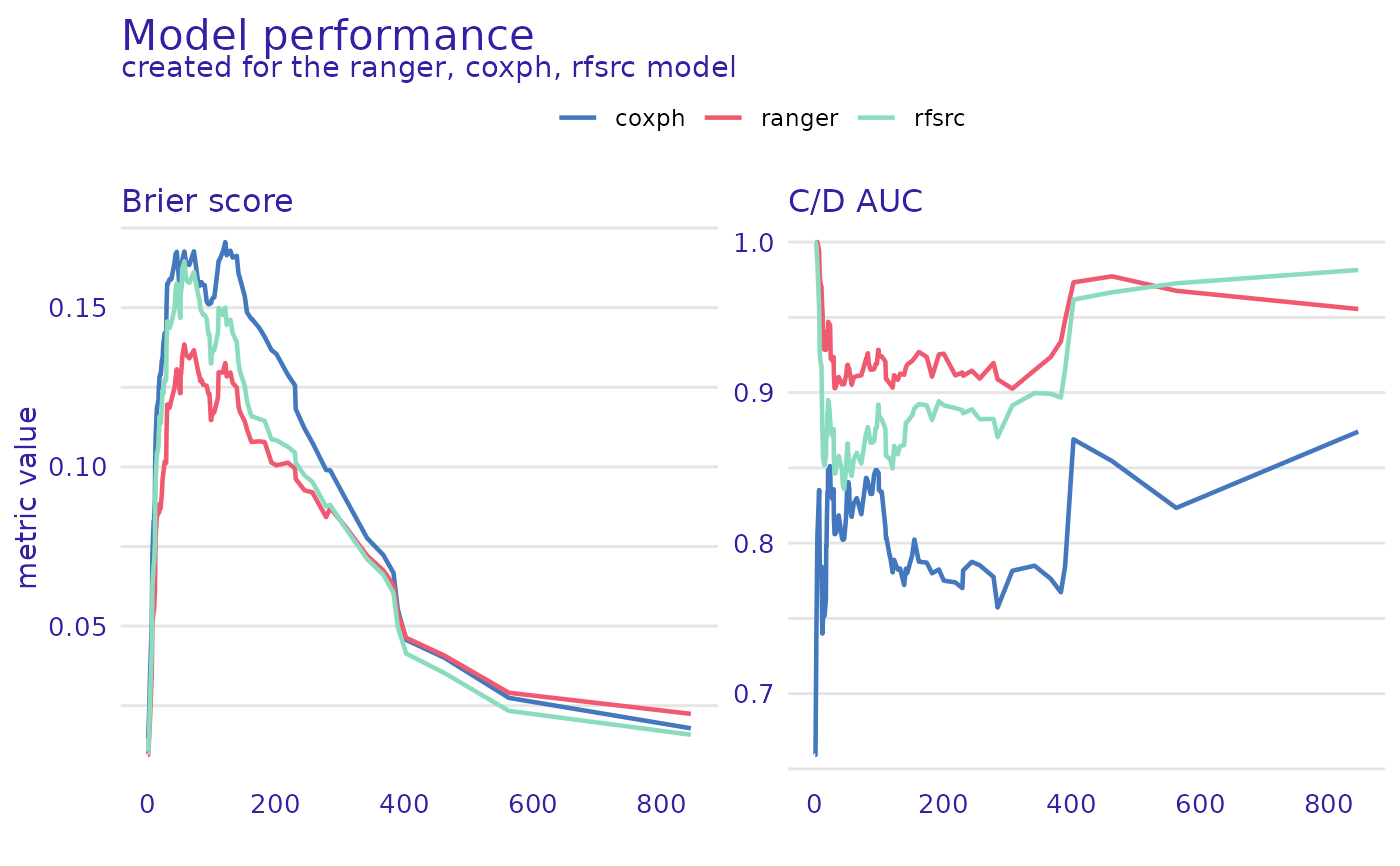 Model performance
created for the ranger, coxph, rfsrc model
coxph ranger rfsrc
Brier score
C/D AUC
metric value
0.15
0.10
0.05
0 200 400 600 800
1.0
0.9
0.8
0.7
0 200 400 600 800